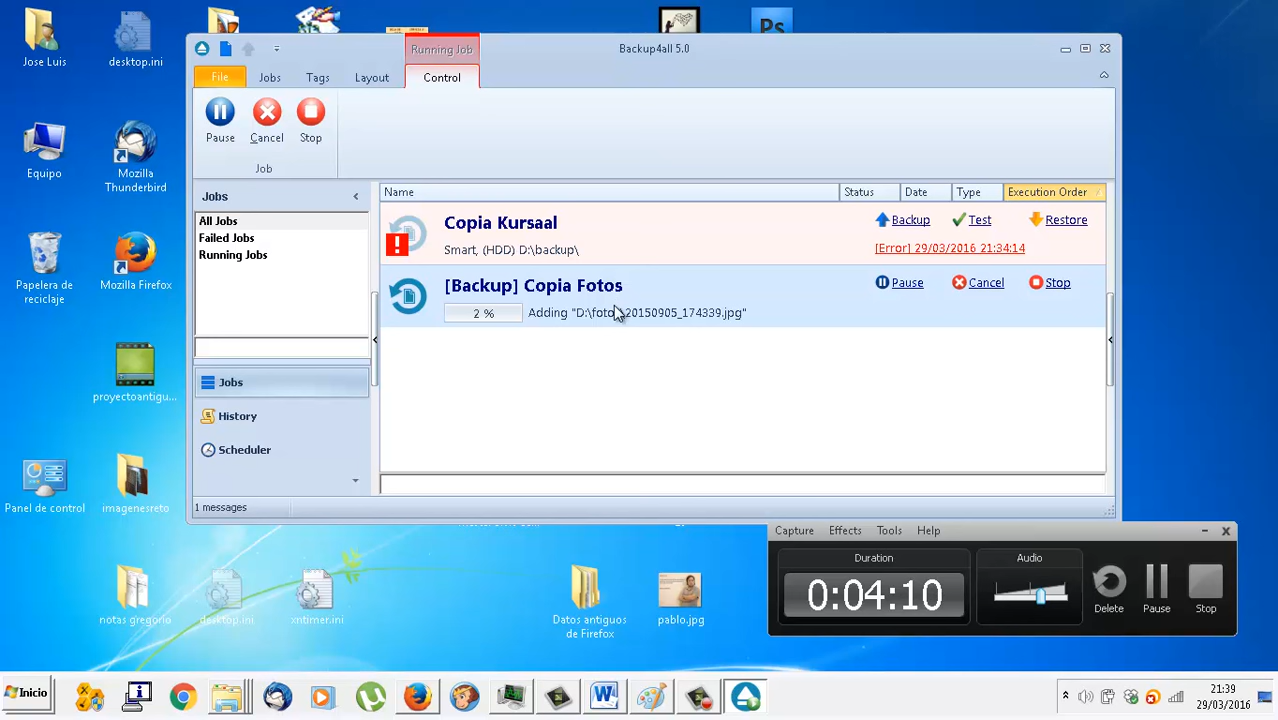 Jose Luis
desktop.ini
Ps
Running Job
Backup4all 5.0
File
Jobs
Tags
Layout
Control
Pause
Cancel
Stop
Job
Equipo
Mozilla
Thunderbird
Papelera de
reciclaje
Mozilla Firefox
proyectoantigu...
Panel de control
imagenesreto
Jobs
All Jobs
Failed Jobs
Running Jobs
Jobs
History
Scheduler
1 messages
Name
Status
Date
Type
Execution Order
Copia Kursaal
Backup
Test
Restore
Smart, (HDD) D:\backup\
[Error] 29/03/2016 21:34:14
[Backup] Copia Fotos
Pause
Cancel
Stop
2 %
Adding "D:\foto 20150905_174339.jpg"
notas gregorio
desktop.ini
xntimer.ini
Datos antiguos
de Firefox
pablo.jpg
Capture
Effects
Tools
Help
Duration
Audio
0:04:10
Delete
Pause
Stop
Inicio
21:39
29/03/2016